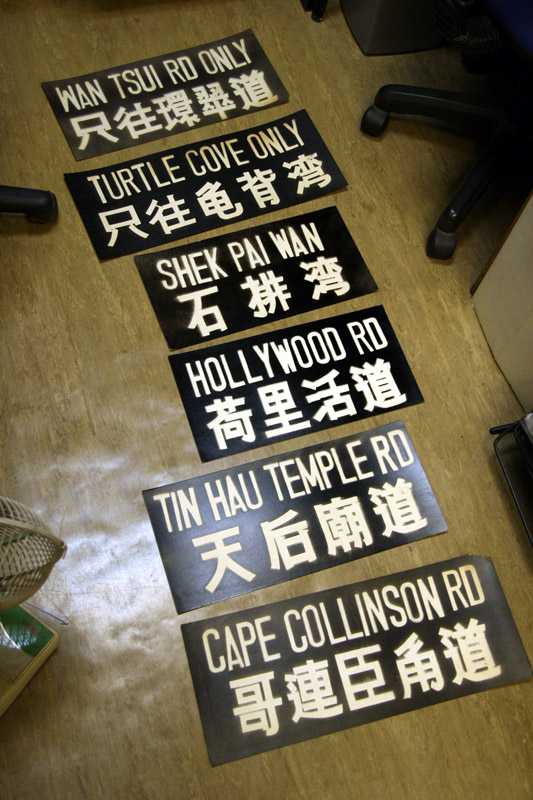 WAN TSUI RD ONLY
只往環翠道
TURTLE COVE ONLY
只往龟背湾
SHEK PAI WAN
石排湾
HOLLYWOOD RD
荷里活道
TIN HAU TEMPLE RD
天后廟道
CAPE COLLINSON RD
哥連臣角道